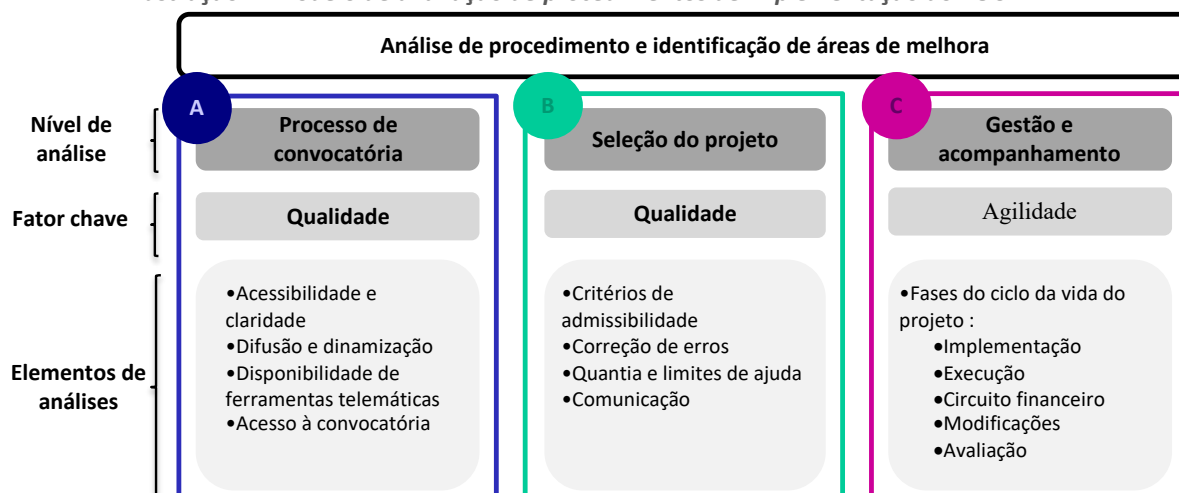 Análise de procedimento e identificação de áreas de melhora
A
B
C
Nível de
análise
Processo de
convocatória
Seleção do projeto
Gestão e
acompanhamento
Fator chave
Qualidade
Qualidade
Agilidade
Elementos de
análises
•Acessibilidade e
claridade
•Difusão e dinamização
•Disponibilidade de
ferramentas telemáticas
•Acesso à convocatória
•Critérios de
admissibilidade
•Correção de erros
•Quantia e limites de ajuda
•Comunicação
•Fases do ciclo da vida do
projeto :
•Implementação
•Execução
•Circuito financeiro
•Modificações
•Avaliação